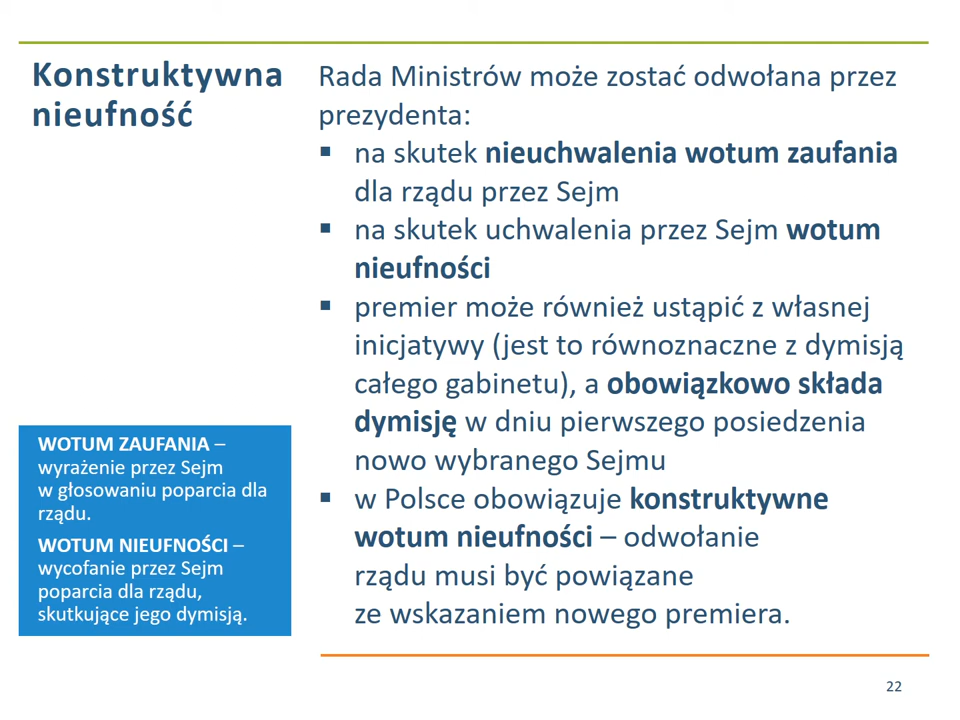 Konstruktywna
nieufność
Rada Ministrów może zostać odwołana przez
prezydenta:
▪ na skutek nieuchwalenia wotum zaufania
dla rządu przez Sejm
▪ na skutek uchwalenia przez Sejm wotum
nieufności
▪ premier może również ustąpić z własnej
inicjatywy (jest to równoznaczne z dymisją
całego gabinetu), a obowiązkowo składa
dymisję w dniu pierwszego posiedzenia
nowo wybranego Sejmu
▪ w Polsce obowiązuje konstruktywne
wotum nieufności – odwołanie
rządu musi być powiązane
ze wskazaniem nowego premiera.
WOTUM ZAUFANIA –
wyrażenie przez Sejm
w głosowaniu poparcia dla
rządu.
WOTUM NIEUFNOŚCI –
wycofanie przez Sejm
poparcia dla rządu,
skutkujące jego dymisją.
22